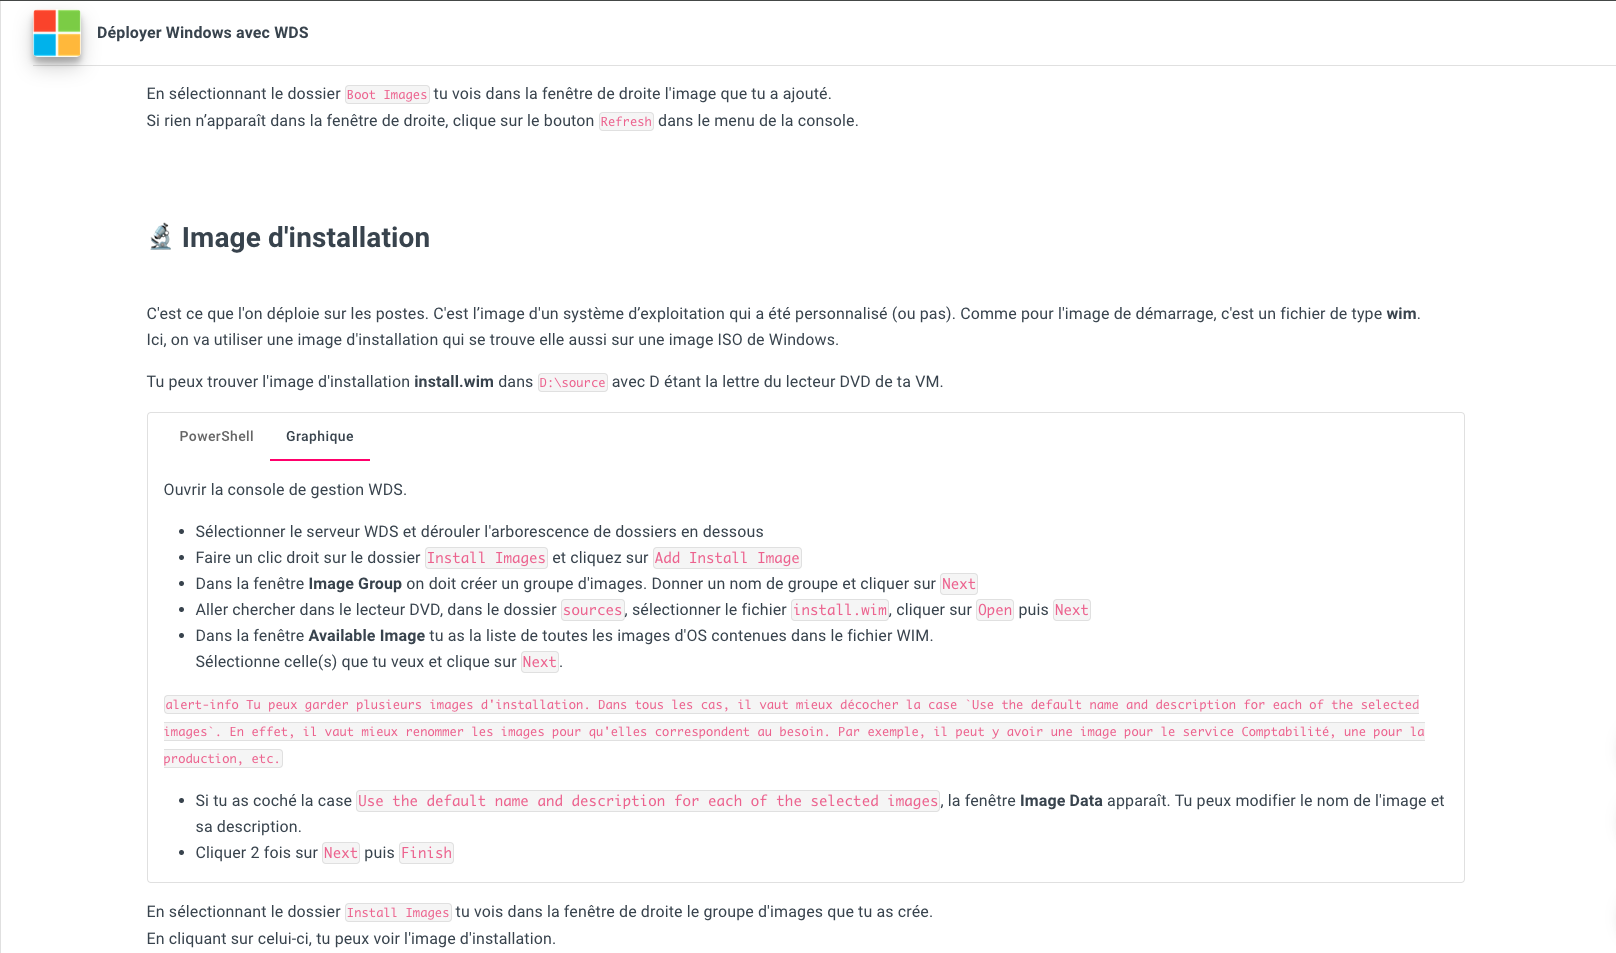 Déployer Windows avec WDS
En sélectionnant le dossier Boot Images tu vois dans la fenêtre de droite l'image que tu a ajouté.
Si rien n’apparaît dans la fenêtre de droite, clique sur le bouton Refresh dans le menu de la console.
🔬 Image d'installation
C'est ce que l'on déploie sur les postes. C'est l’image d'un système d’exploitation qui a été personnalisé (ou pas). Comme pour l'image de démarrage, c'est un fichier de type wim.
Ici, on va utiliser une image d'installation qui se trouve elle aussi sur une image ISO de Windows.
Tu peux trouver l'image d'installation install.wim dans D:\source avec D étant la lettre du lecteur DVD de ta VM.
PowerShell Graphique
Ouvrir la console de gestion WDS.
• Sélectionner le serveur WDS et dérouler l'arborescence de dossiers en dessous
• Faire un clic droit sur le dossier Install Images et cliquez sur Add Install Image
• Dans la fenêtre Image Group on doit créer un groupe d'images. Donner un nom de groupe et cliquer sur Next
• Aller chercher dans le lecteur DVD, dans le dossier sources, sélectionner le fichier install.wim, cliquer sur Open puis Next
• Dans la fenêtre Available Image tu as la liste de toutes les images d'OS contenues dans le fichier WIM.
Sélectionne celle(s) que tu veux et clique sur Next.
alert-info Tu peux garder plusieurs images d'installation. Dans tous les cas, il vaut mieux décocher la case `Use the default name and description for each of the selected
images`. En effet, il vaut mieux renommer les images pour qu'elles correspondent au besoin. Par exemple, il peut y avoir une image pour le service Comptabilité, une pour la
production, etc.
• Si tu as coché la case Use the default name and description for each of the selected images, la fenêtre Image Data apparaît. Tu peux modifier le nom de l'image et
sa description.
• Cliquer 2 fois sur Next puis Finish
En sélectionnant le dossier Install Images tu vois dans la fenêtre de droite le groupe d'images que tu as crée.
En cliquant sur celui-ci, tu peux voir l'image d'installation.